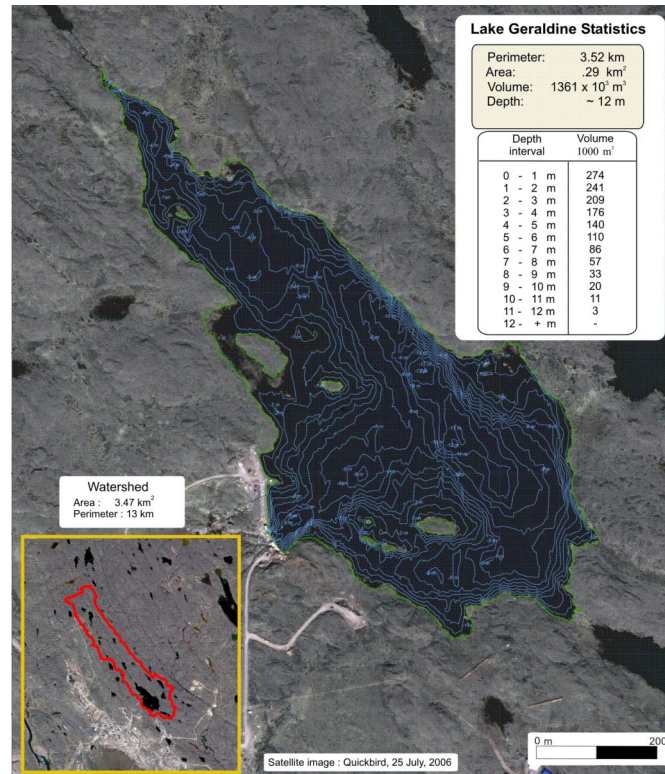 Lake Geraldine Statistics
Perimeter: 3.52 km
Area: .29 km²
Volume: 1361 x 10³ m³
Depth: ~ 12 m
Depth interval Volume 1000 m³
0 - 1 m 274
1 - 2 m 241
2 - 3 m 209
3 - 4 m 176
4 - 5 m 140
5 - 6 m 110
6 - 7 m 86
7 - 8 m 57
8 - 9 m 33
9 - 10 m 20
10 - 11 m 11
11 - 12 m 3
12 - + m -
Watershed
Area : 3.47 km²
Perimeter : 13 km
Satellite image : Quickbird, 25 July, 2006
0 m 200